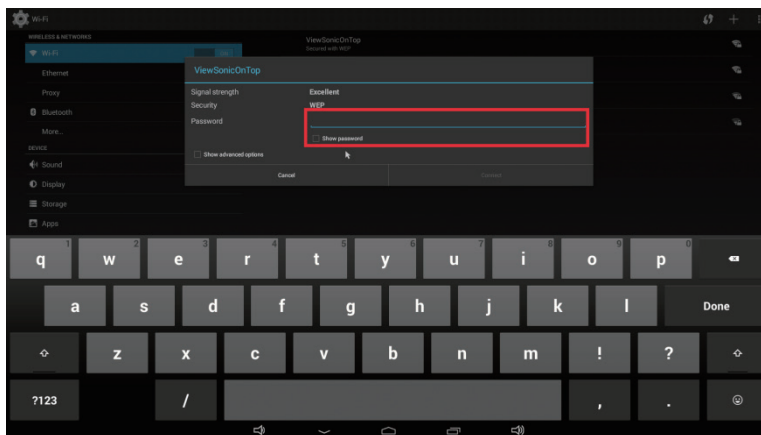 Wi-Fi
WIRELESS & NETWORKS
Wi-Fi
ON
Ethernet
Proxy
Bluetooth
More...
DEVICE
Sound
Display
Storage
Apps
ViewSonicOnTop
Secured with WEP
ViewSonicOnTop
Signal strength Excellent
Security WEP
Password
Show password
Show advanced options
Cancel Connect
q 1 w 2 e 3 r 4 t 5 y 6 u 7 i 8 o 9 p 0
a s d f g h j k l Done
z x c v b n m ! ?
?123 / , .